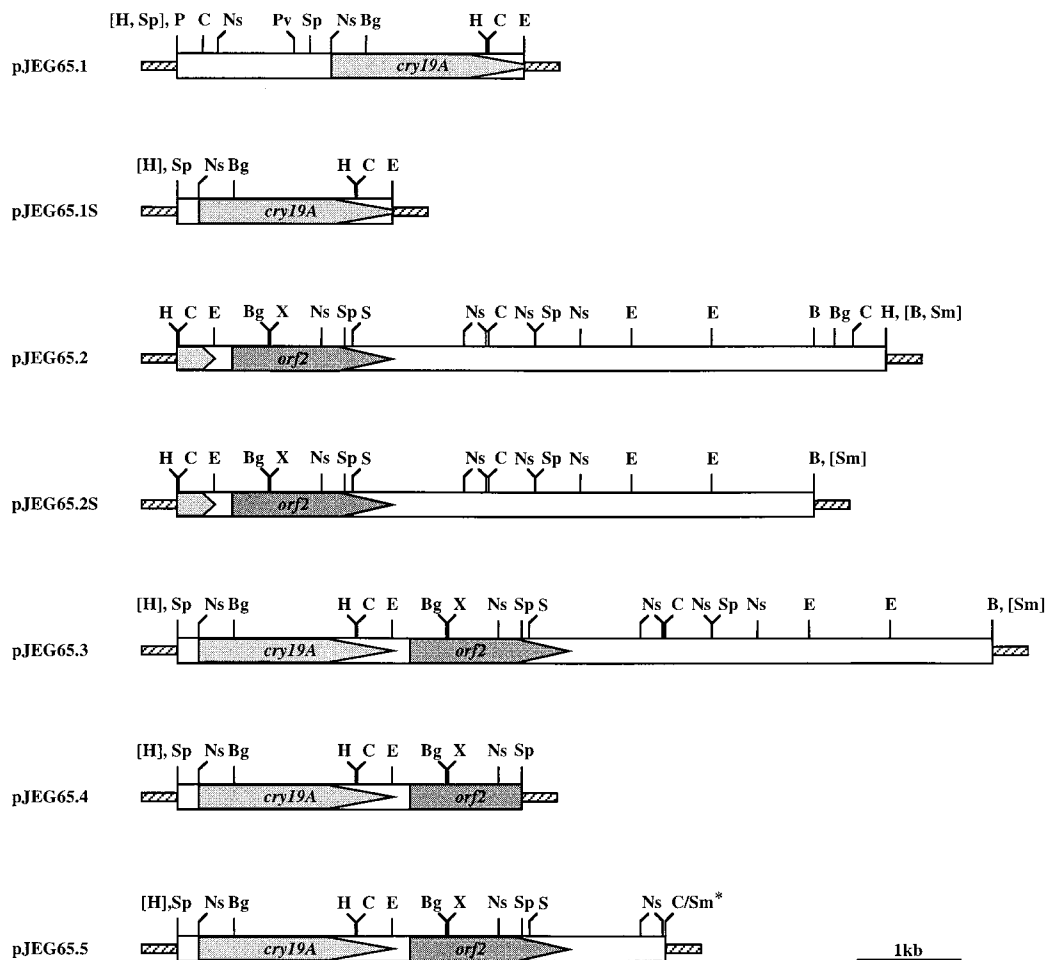 [H, Sp], P C Ns Pv Sp Ns Bg H C E
pJEG65.1 cry19A
[H], Sp Ns Bg H C E
pJEG65.1S cry19A
H C E Bg X Ns Sp S Ns C Ns Sp Ns E E B Bg C H, [B, Sm]
pJEG65.2 orf2
H C E Bg X Ns Sp S Ns C Ns Sp Ns E E B, [Sm]
pJEG65.2S orf2
[H], Sp Ns Bg H C E Bg X Ns Sp S Ns C Ns Sp Ns E E B, [Sm]
pJEG65.3 cry19A orf2
[H], Sp Ns Bg H C E Bg X Ns Sp
pJEG65.4 cry19A orf2
[H],Sp Ns Bg H C E Bg X Ns Sp S Ns C/Sm*
pJEG65.5 cry19A orf2 1kb